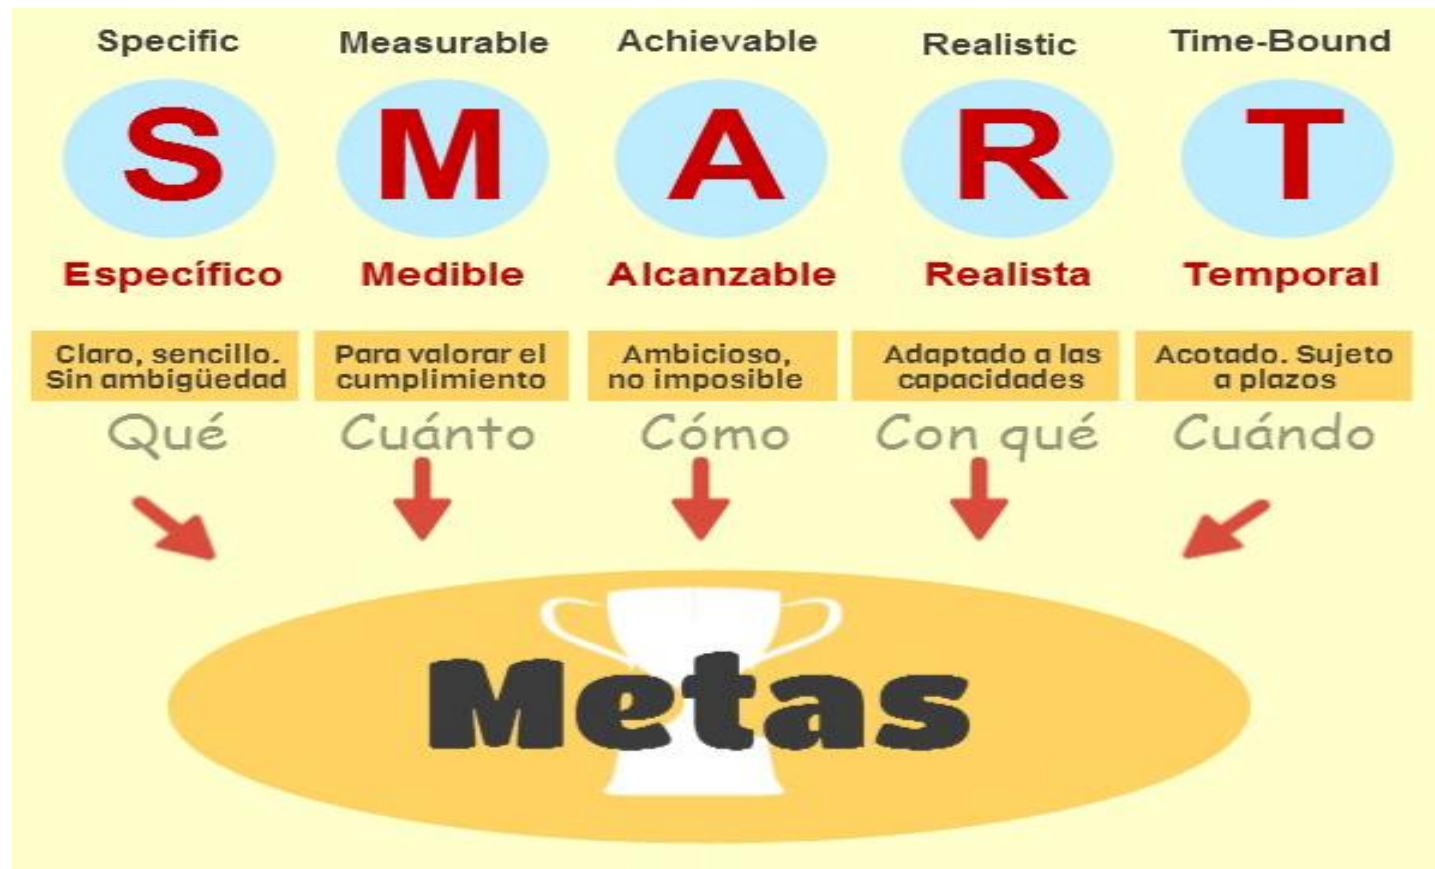 Specific Measurable Achievable Realistic Time-Bound
S M A R T
Específico Medible Alcanzable Realista Temporal
Claro, sencillo.
Sin ambigüedad
Para valorar el
cumplimiento
Ambicioso,
no imposible
Adaptado a las
capacidades
Acotado. Sujeto
a plazos
Qué Cuánto Cómo Con qué Cuándo
Metas